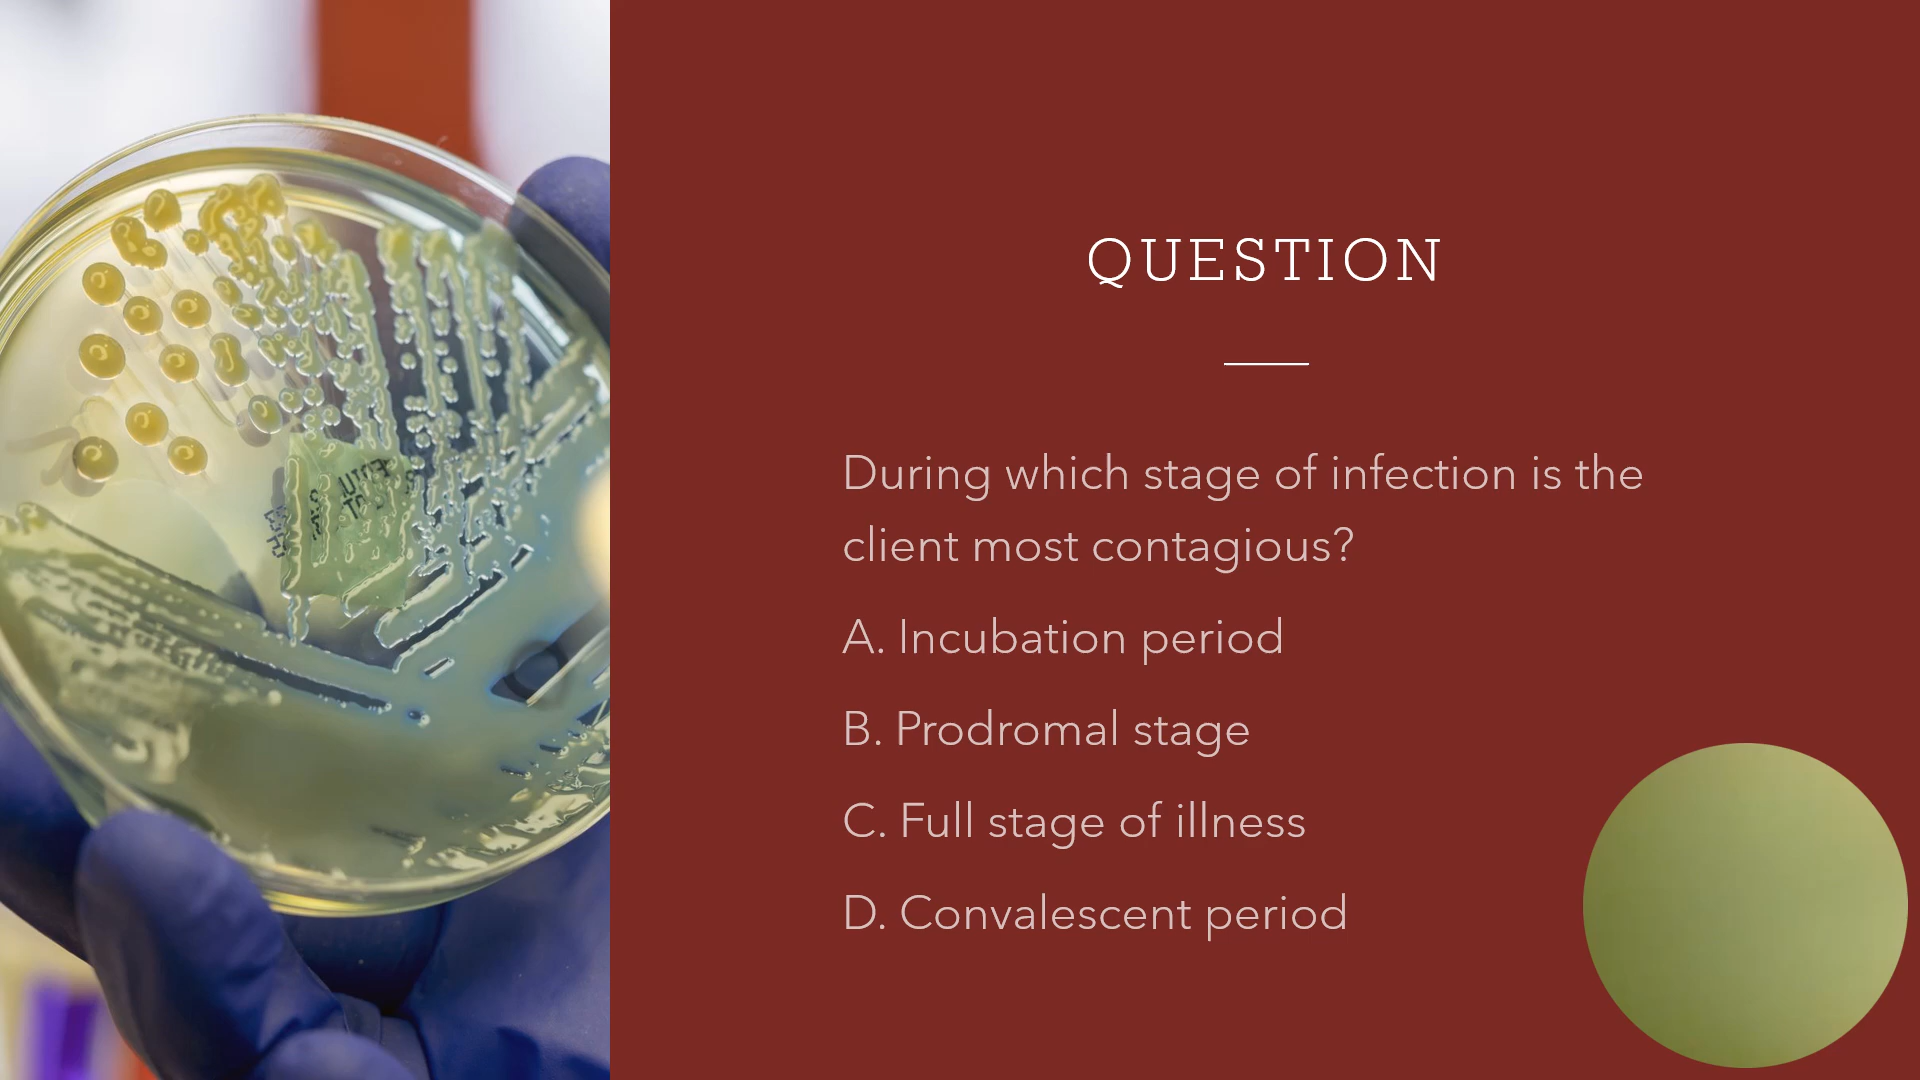 QUESTION
During which stage of infection is the
client most contagious?
A. Incubation period
B. Prodromal stage
C. Full stage of illness
D. Convalescent period